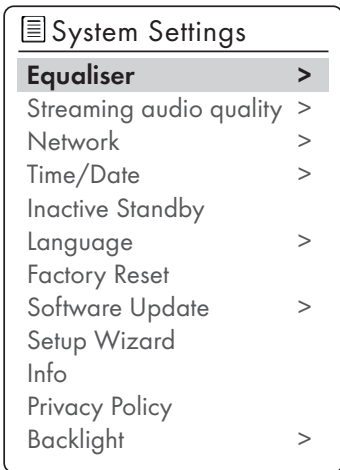 System Settings
Equaliser >
Streaming audio quality >
Network >
Time/Date >
Inactive Standby
Language >
Factory Reset
Software Update >
Setup Wizard
Info
Privacy Policy
Backlight >